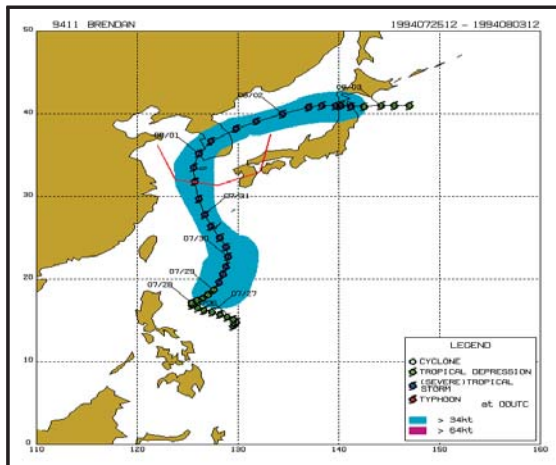 9411 BRENDAN 1994072512 - 1994080312
50
40
30
20
10
110 120 130 140 150 160
08/03
08/02
08/01
07/31
07/30
07/29
07/28
07/27
LEGEND
CYCLONE
TROPICAL DEPRESSION
(SEVERE)TROPICAL
STORM
TYPHOON at 00UTC
> 34kt
> 64kt